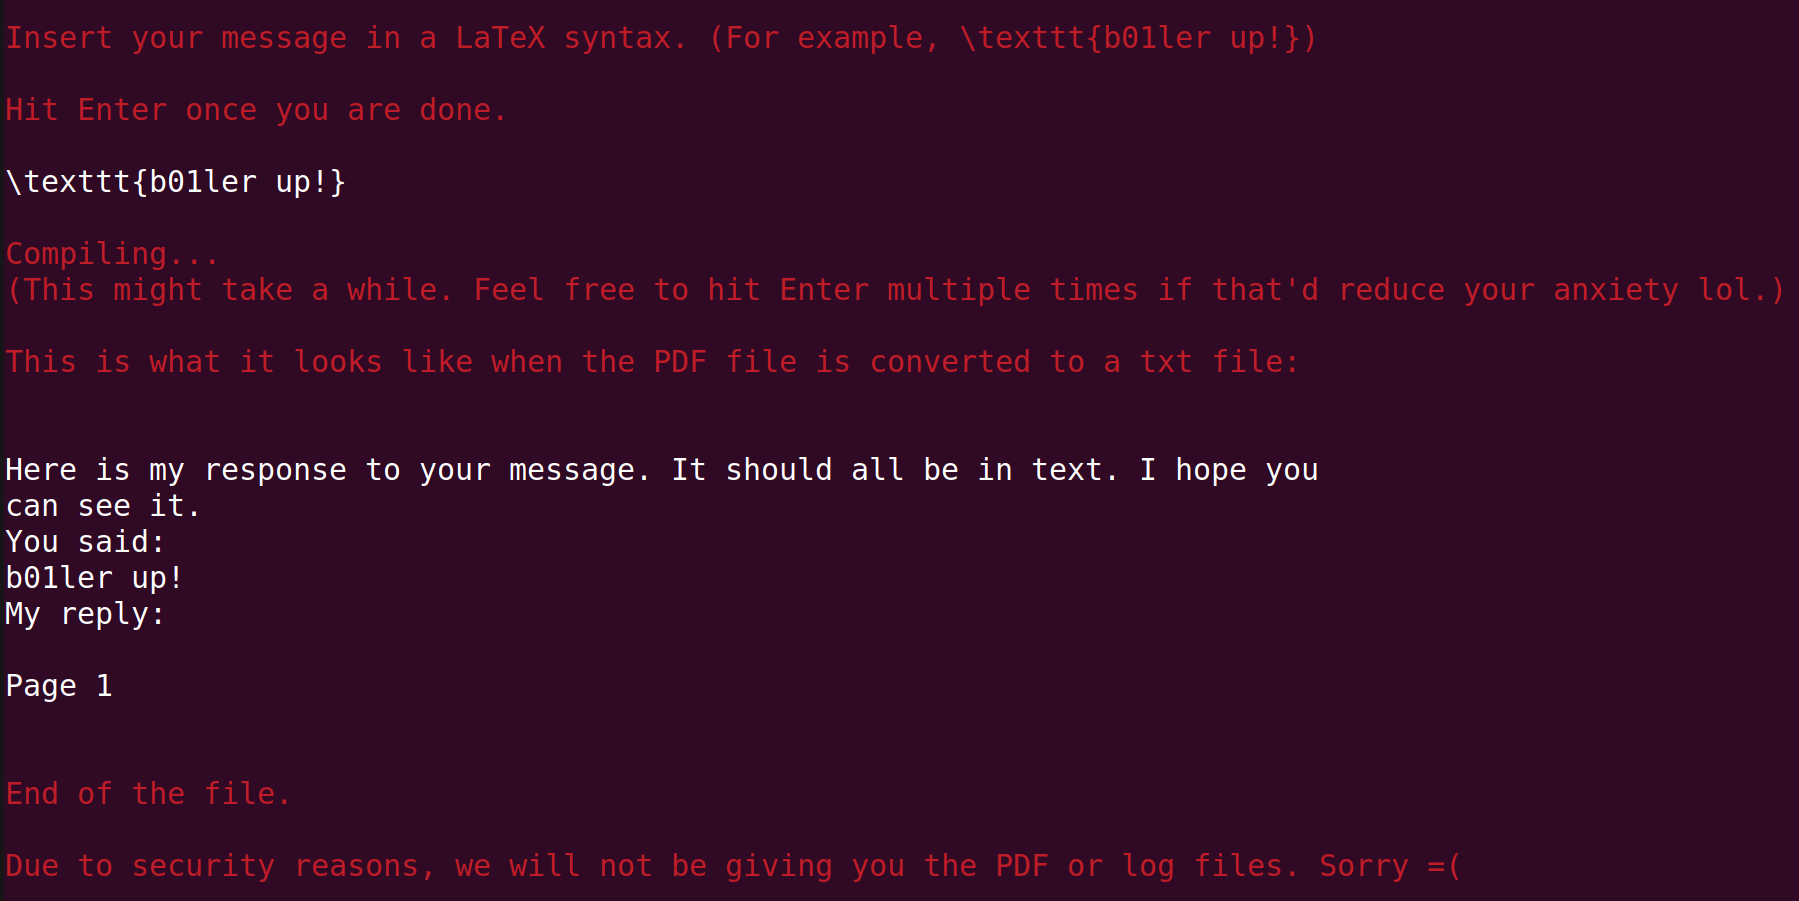 Insert your message in a LaTeX syntax. (For example, \texttt{b01ler up!})
Hit Enter once you are done.
\texttt{b01ler up!}
Compiling...
(This might take a while. Feel free to hit Enter multiple times if that'd reduce your anxiety lol.)
This is what it looks like when the PDF file is converted to a txt file:
Here is my response to your message. It should all be in text. I hope you
can see it.
You said:
b01ler up!
My reply:
Page 1
End of the file.
Due to security reasons, we will not be giving you the PDF or log files. Sorry =(